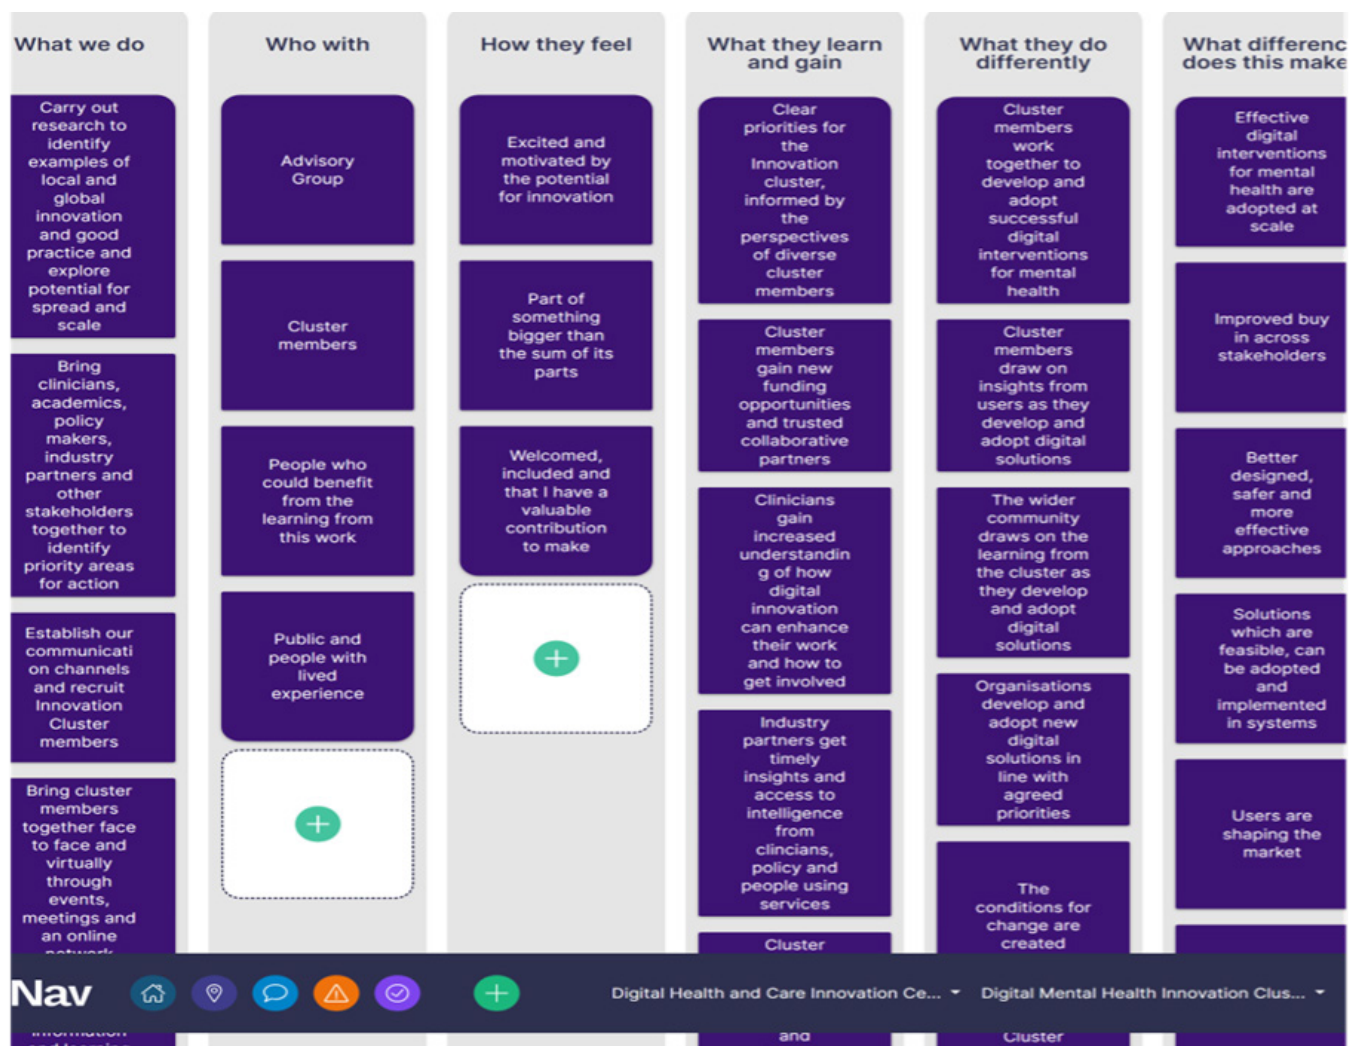 What we do
Carry out
research to
identify
examples of
local and
global
innovation
and good
practice and
explore
potential for
spread and
scale
Bring
clinicians,
academics,
policy
makers,
industry
partners and
other
stakeholders
together to
identify
priority areas
for action
Establish our
communicati
on channels
and recruit
Innovation
Cluster
members
Bring cluster
members
together face
to face and
virtually
through
events,
meetings and
an online
network
Who with
Advisory
Group
Cluster
members
People who
could benefit
from the
learning from
this work
Public and
people with
lived
experience
How they feel
Excited and
motivated by
the potential
for innovation
Part of
something
bigger than
the sum of its
parts
Welcomed,
included and
that I have a
valuable
contribution
to make
What they learn
and gain
Clear
priorities for
the
Innovation
cluster,
informed by
the
perspectives
of diverse
cluster
members
Cluster
members
gain new
funding
opportunities
and trusted
collaborative
partners
Clinicians
gain
increased
understandin
g of how
digital
innovation
can enhance
their work
and how to
get involved
Industry
partners get
timely
insights and
access to
intelligence
from
clincians,
policy and
people using
services
Cluster
What they do
differently
Cluster
members
work
together to
develop and
adopt
successful
digital
interventions
for mental
health
Cluster
members
draw on
insights from
users as they
develop and
adopt digital
solutions
The wider
community
draws on the
learning from
the cluster as
they develop
and adopt
digital
solutions
Organisations
develop and
adopt new
digital
solutions in
line with
agreed
priorities
The
conditions for
change are
created
What differenc
does this make
Effective
digital
interventions
for mental
health are
adopted at
scale
Improved buy
in across
stakeholders
Better
designed,
safer and
more
effective
approaches
Solutions
which are
feasible, can
be adopted
and
implemented
in systems
Users are
shaping the
market
Nav
Digital Health and Care Innovation Ce...
Digital Mental Health Innovation Clus...
information
and learning
and
Cluster